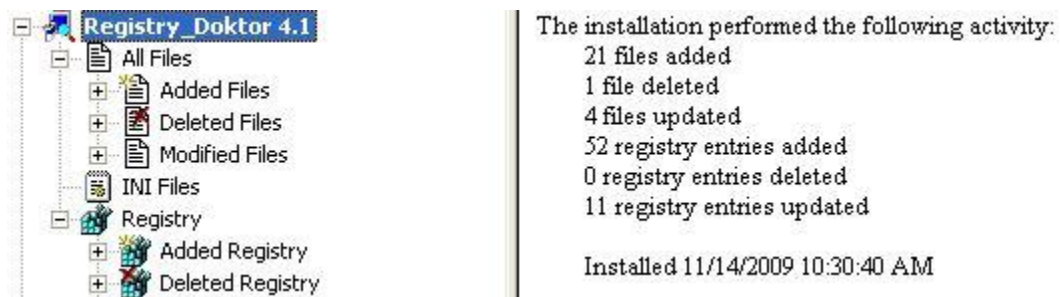 Registry_Doktor 4.1
All Files
Added Files
Deleted Files
Modified Files
INI Files
Registry
Added Registry
Deleted Registry
The installation performed the following activity:
21 files added
1 file deleted
4 files updated
52 registry entries added
0 registry entries deleted
11 registry entries updated
Installed 11/14/2009 10:30:40 AM